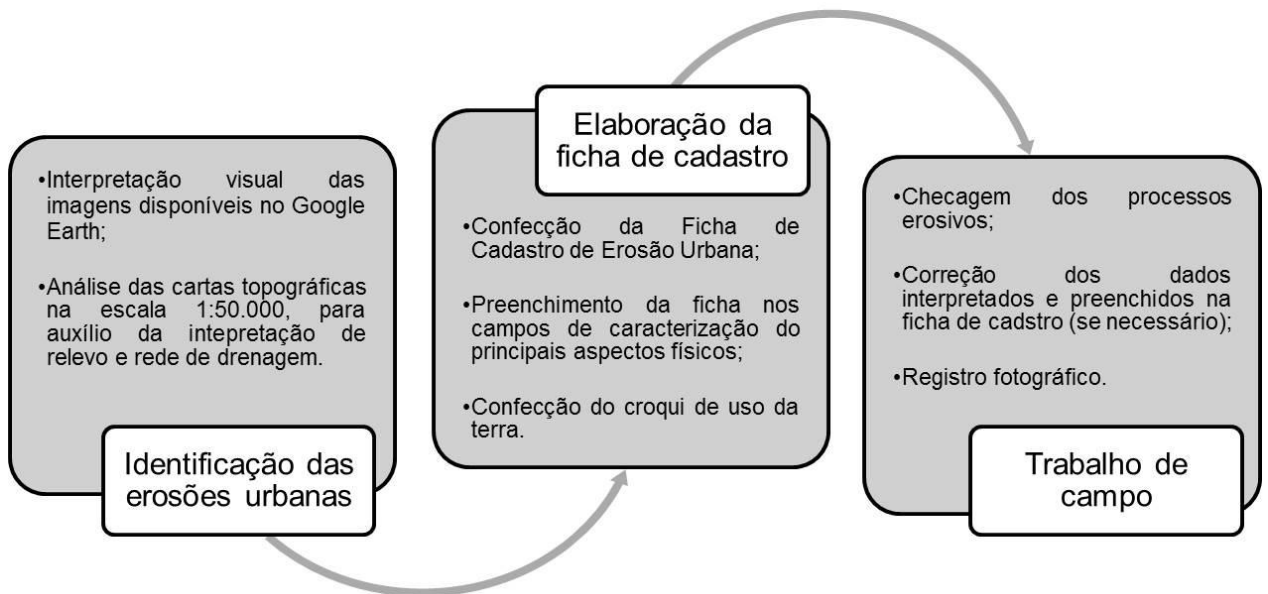 •Interpretação visual das
imagens disponíveis no Google
Earth;
•Análise das cartas topográficas
na escala 1:50.000, para
auxílio da intepretação de
relevo e rede de drenagem.
Identificação das
erosões urbanas
Elaboração da
ficha de cadastro
•Confecção da Ficha de
Cadastro de Erosão Urbana;
•Preenchimento da ficha nos
campos de caracterização do
principais aspectos físicos;
•Confecção do croqui de uso da
terra.
•Checagem dos processos
erosivos;
•Correção dos dados
interpretados e preenchidos na
ficha de cadstro (se necessário);
•Registro fotográfico.
Trabalho de
campo